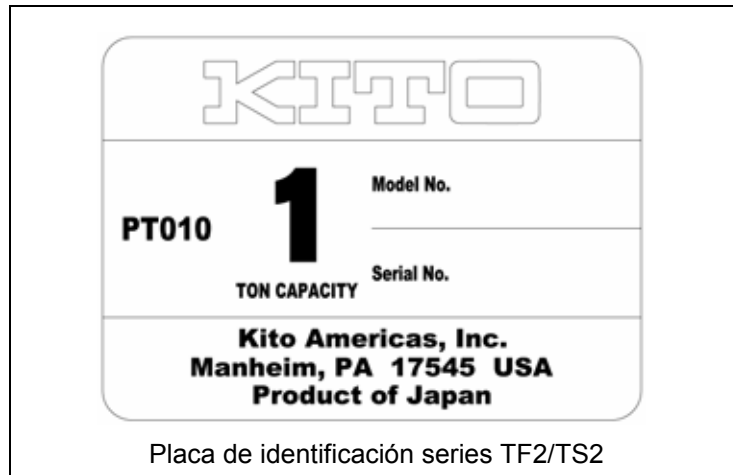 KITO
PT010
1
TON CAPACITY
Model No.
Serial No.
Kito Americas, Inc.
Manheim, PA 17545 USA
Product of Japan
Placa de identificación series TF2/TS2